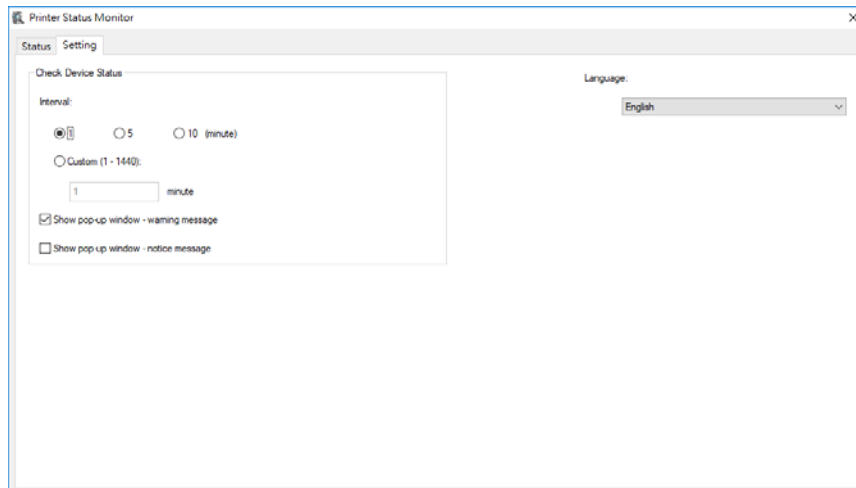 Printer Status Monitor
Status Setting
Check Device Status
Language:
Interval:
English
1 5 10 (minute)
Custom (1 - 1440):
1 minute
Show pop-up window - warning message
Show pop-up window - notice message